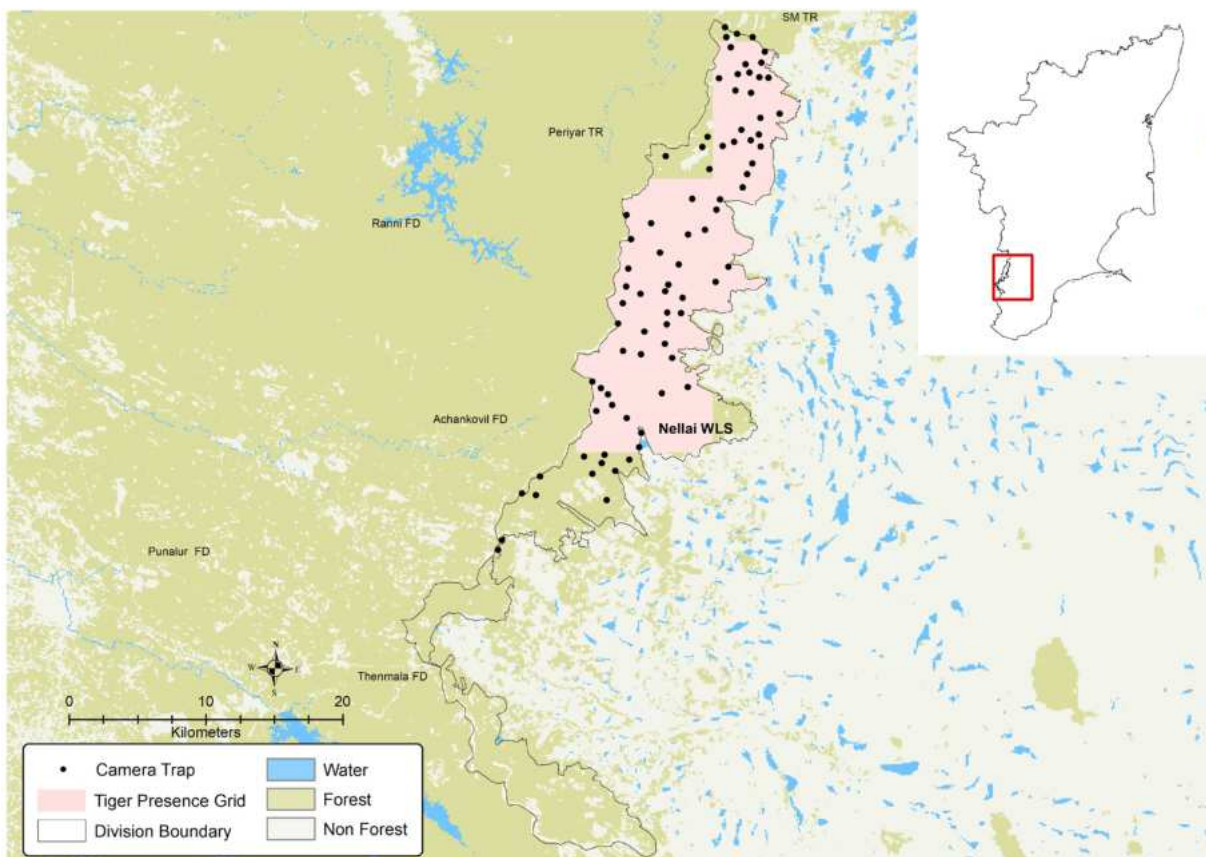 SM TR
Periyar TR
Ranni FD
Achankovil FD
Nellai WLS
Punalur FD
Thenmala FD
N
W E
S
0 10 20
Kilometers
Camera Trap
Tiger Presence Grid
Division Boundary
Water
Forest
Non Forest